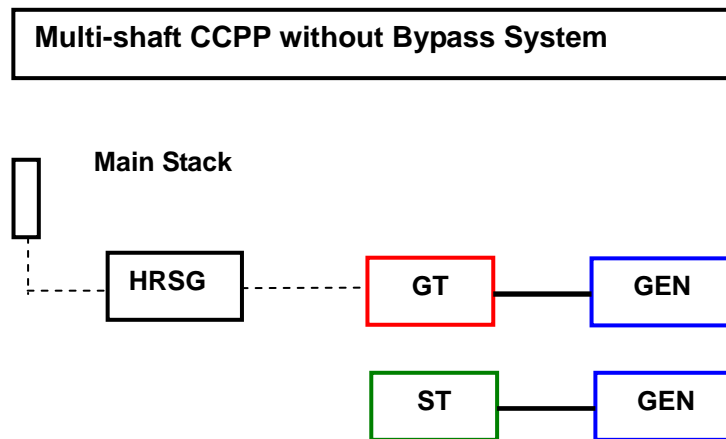 Multi-shaft CCPP without Bypass System
Main Stack
HRSG
GT
GEN
ST
GEN